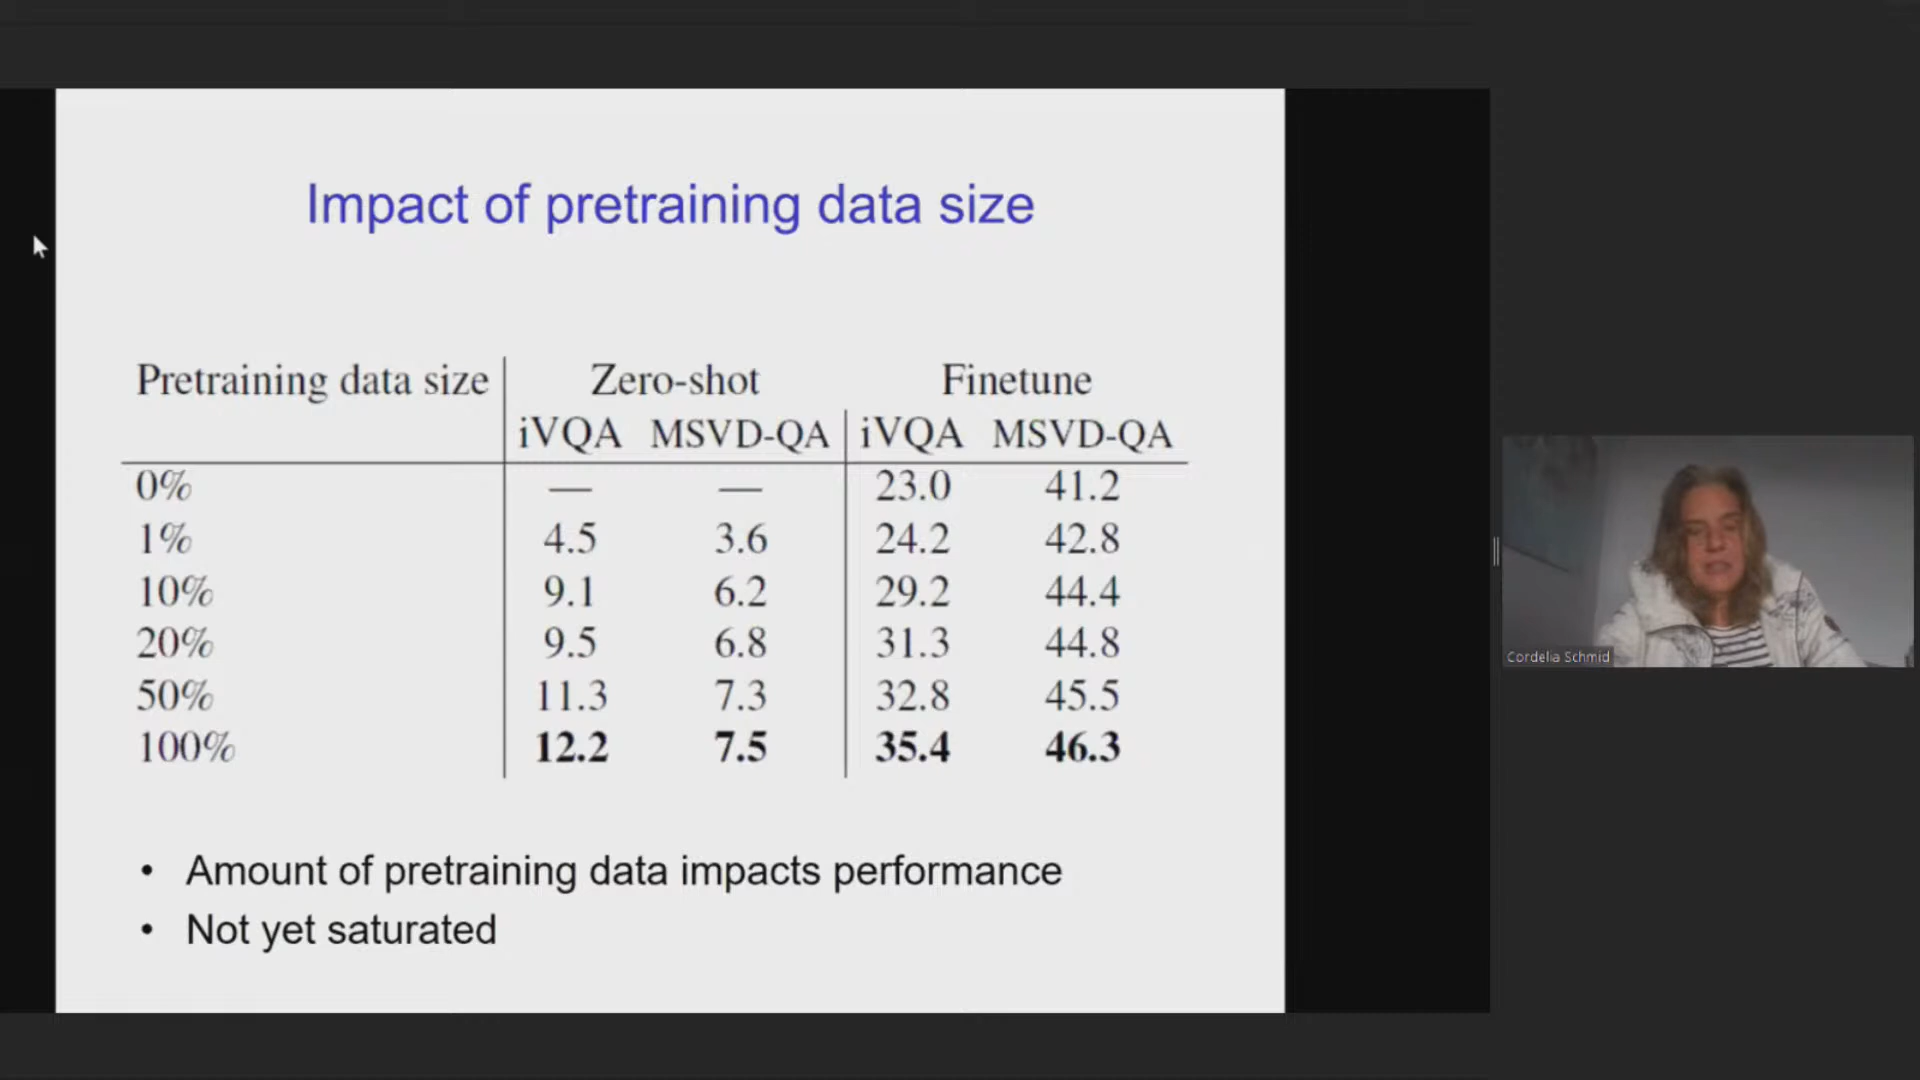 Impact of pretraining data size
Pretraining data size Zero-shot Finetune
iVQA MSVD-QA iVQA MSVD-QA
0% — — 23.0 41.2
1% 4.5 3.6 24.2 42.8
10% 9.1 6.2 29.2 44.4
20% 9.5 6.8 31.3 44.8
50% 11.3 7.3 32.8 45.5
100% 12.2 7.5 35.4 46.3
• Amount of pretraining data impacts performance
• Not yet saturated
Cordelia Schmid